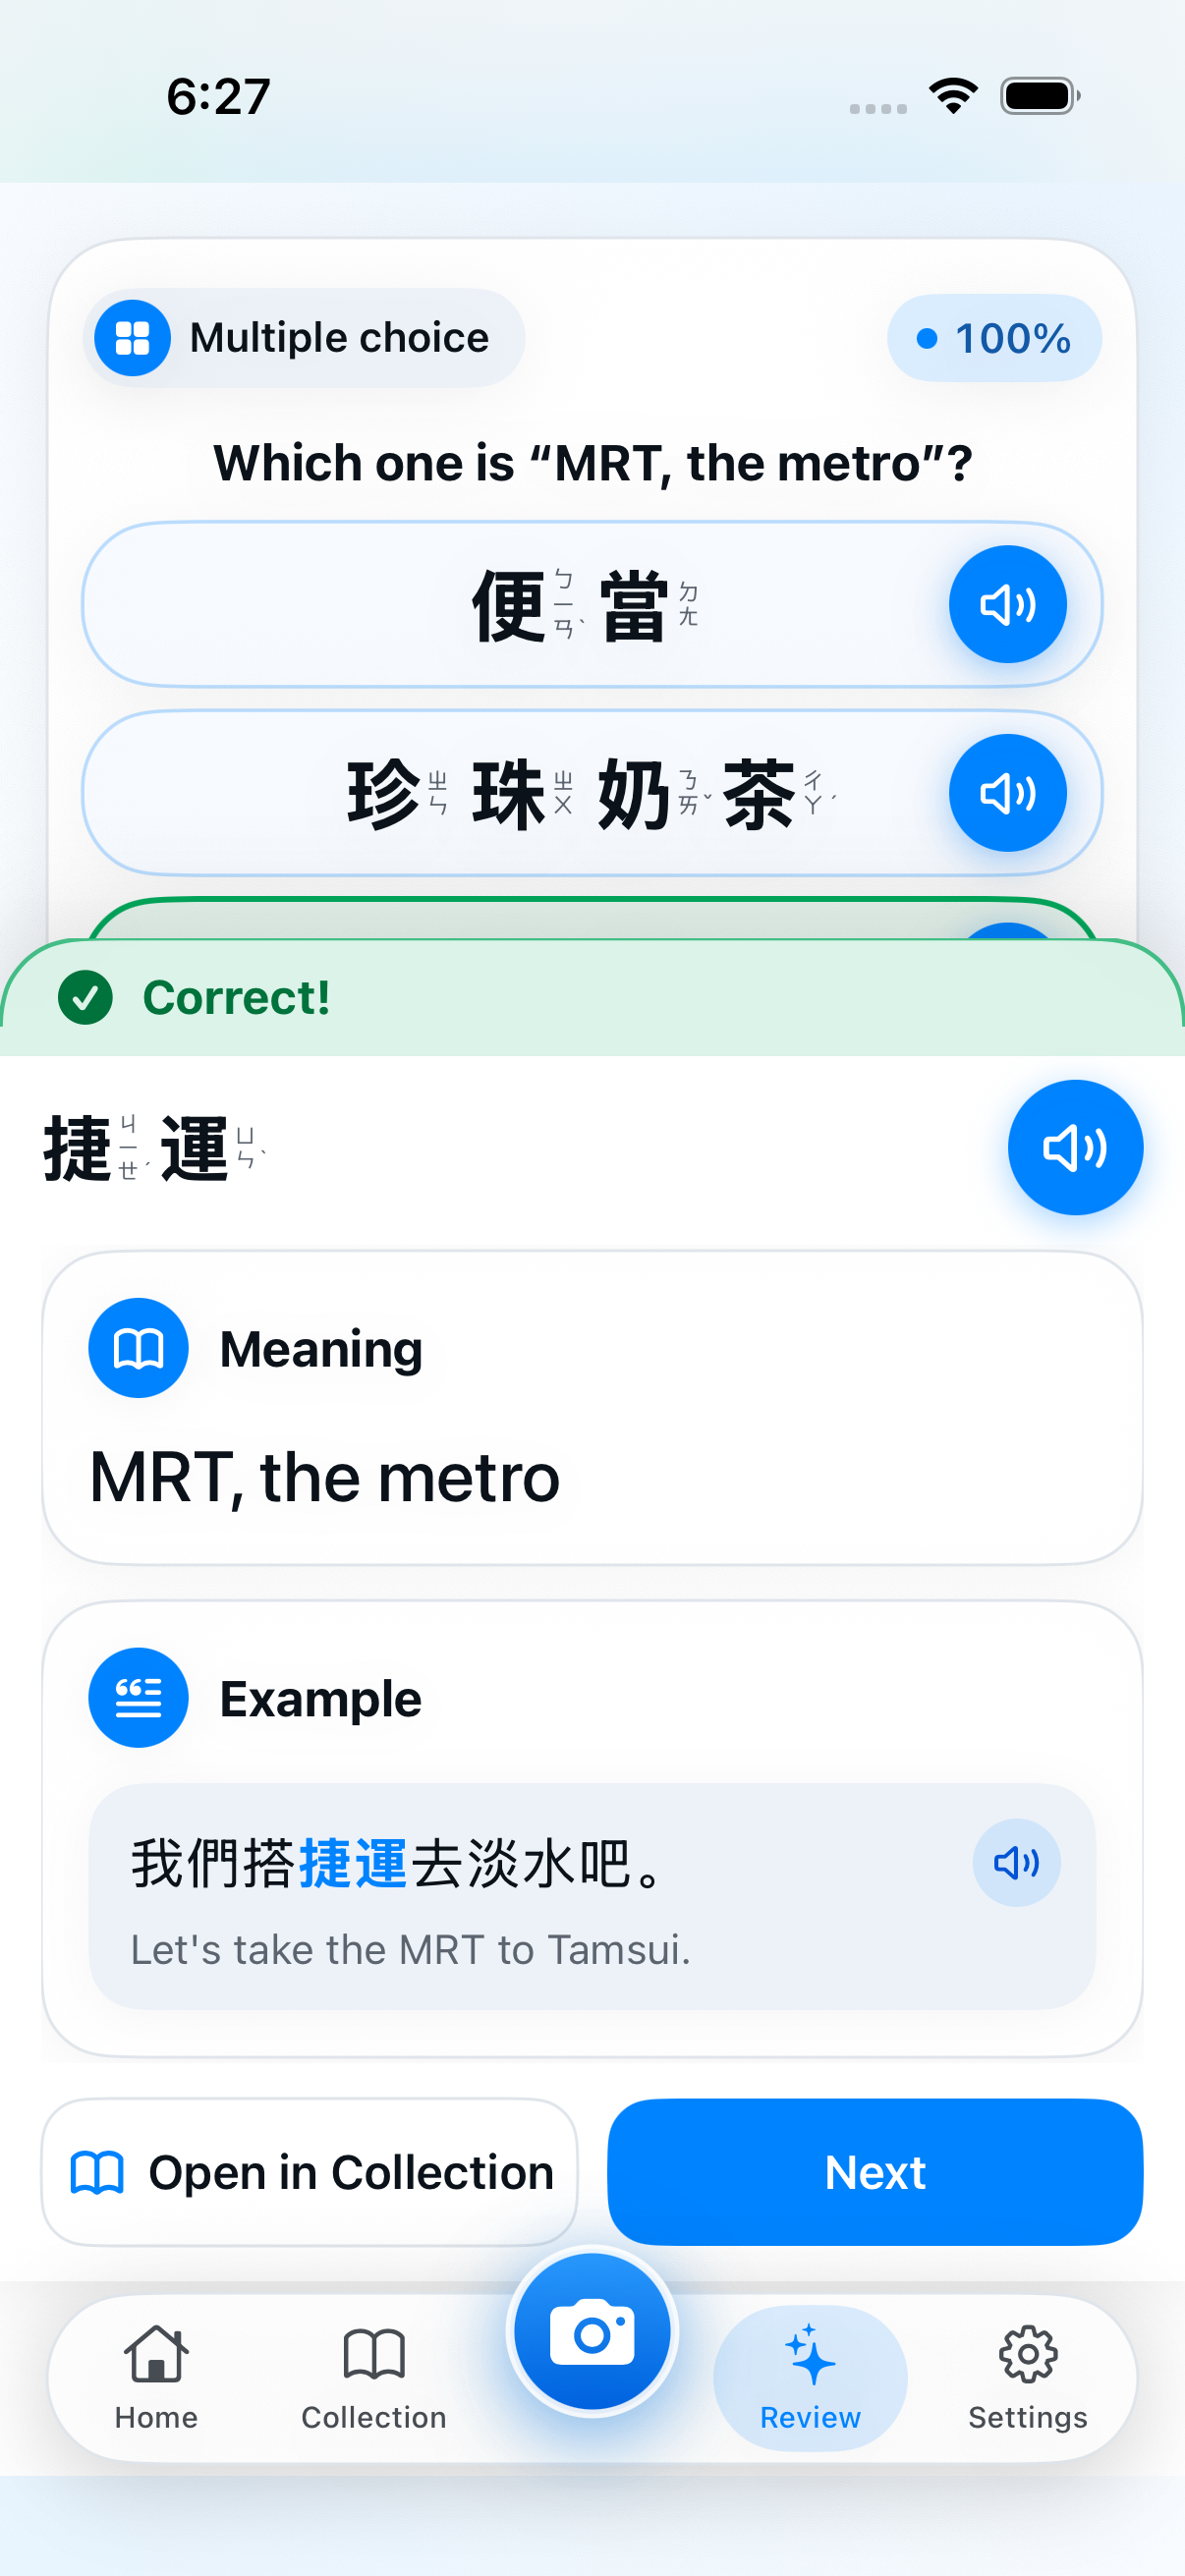 6:27
Multiple choice
100%
Which one is “MRT, the metro”?
便ㄅㄧㄢˋ當ㄉㄤ
珍ㄓㄣ珠ㄓㄨ奶ㄋㄞˇ茶ㄔㄚˊ
Correct!
捷ㄐㄧㄝˊ運ㄩㄣˋ
Meaning
MRT, the metro
Example
我們搭捷運去淡水吧。
Let's take the MRT to Tamsui.
Open in Collection
Next
Home
Collection
Review
Settings